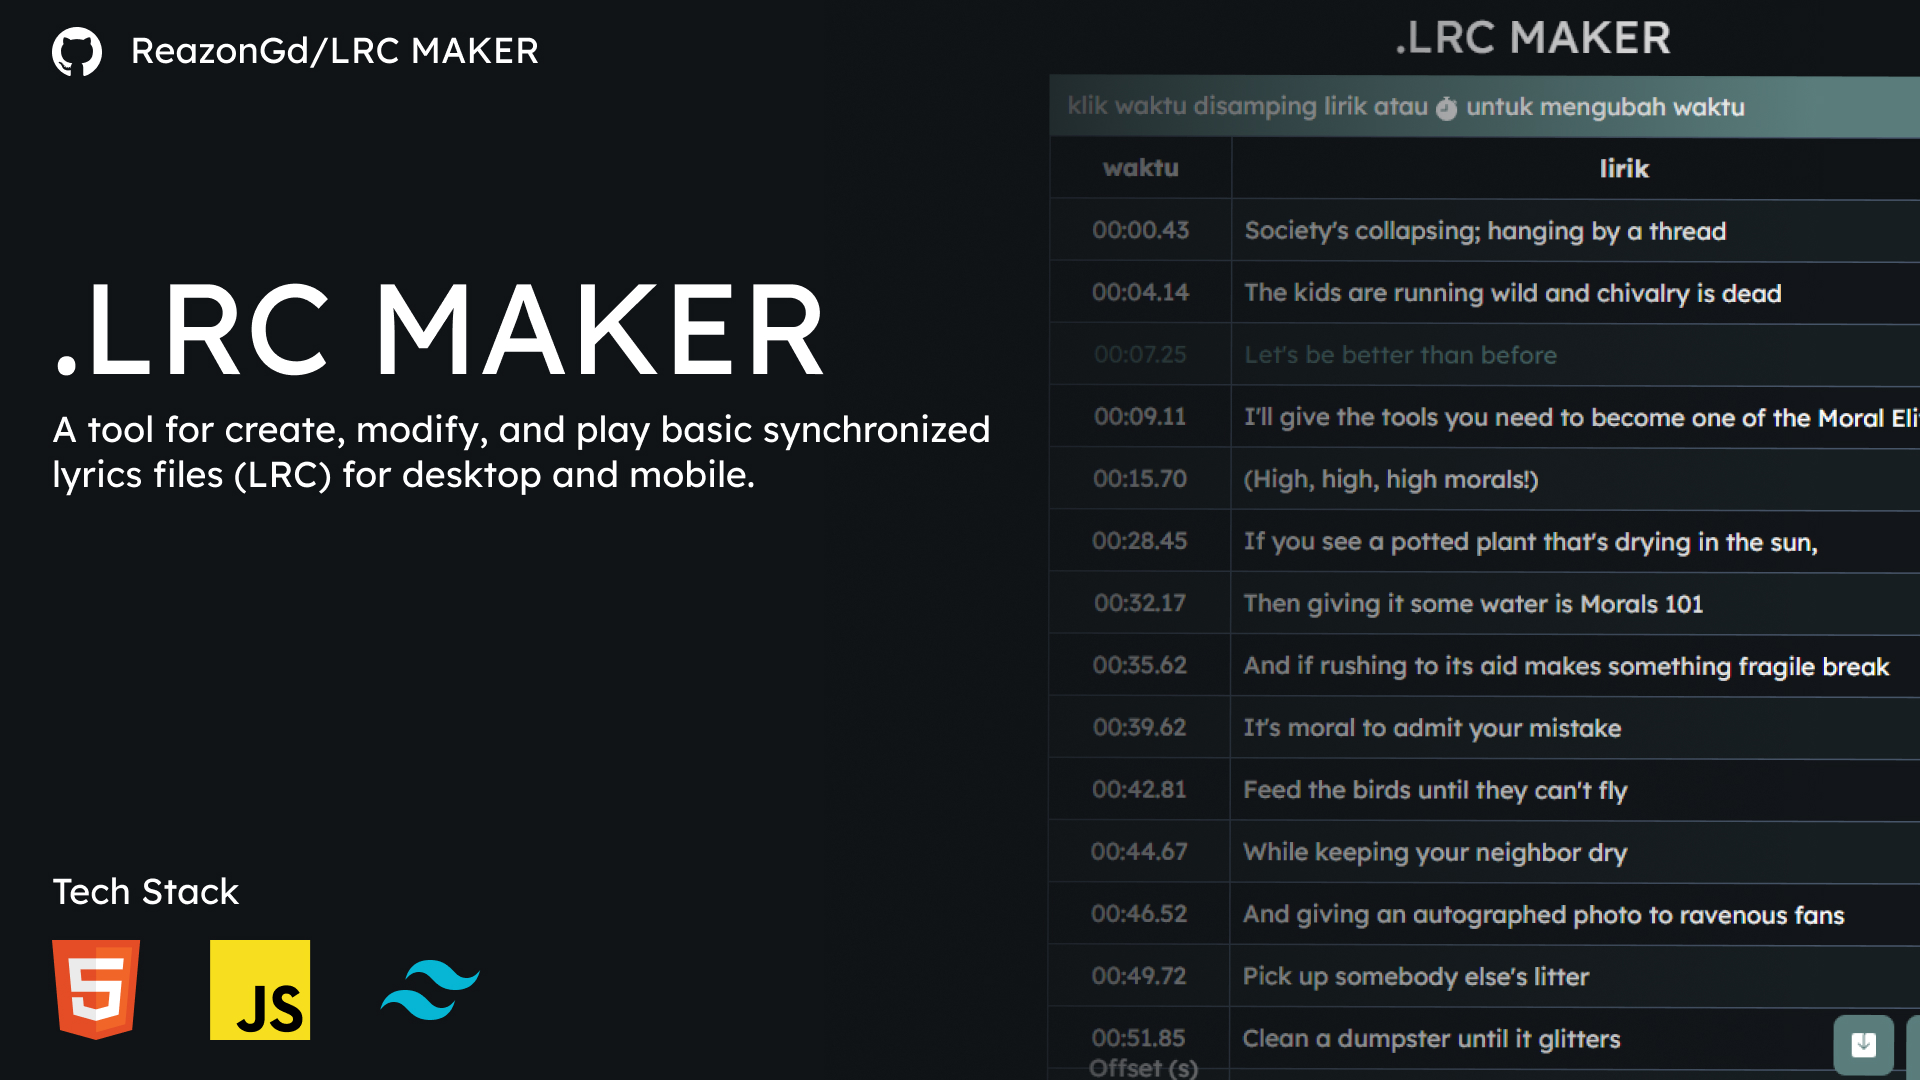 ReazonGd/LRC MAKER
.LRC MAKER
A tool for create, modify, and play basic synchronized
lyrics files (LRC) for desktop and mobile.
Tech Stack
5
JS
.LRC MAKER
klik waktu disamping lirik atau untuk mengubah waktu
waktu lirik
00:00.43 Society's collapsing; hanging by a thread
00:04.14 The kids are running wild and chivalry is dead
00:07.25 Let's be better than before
00:09.11 I'll give the tools you need to become one of the Moral
00:15.70 (High, high, high morals!)
00:28.45 If you see a potted plant that's drying in the sun,
00:32.17 Then giving it some water is Morals 101
00:35.62 And if rushing to its aid makes something fragile break
00:39.62 It's moral to admit your mistake
00:42.81 Feed the birds until they can't fly
00:44.67 While keeping your neighbor dry
00:46.52 And giving an autographed photo to ravenous fans
00:49.72 Pick up somebody else's litter
00:51.85 Clean a dumpster until it glitters
Offset (s)